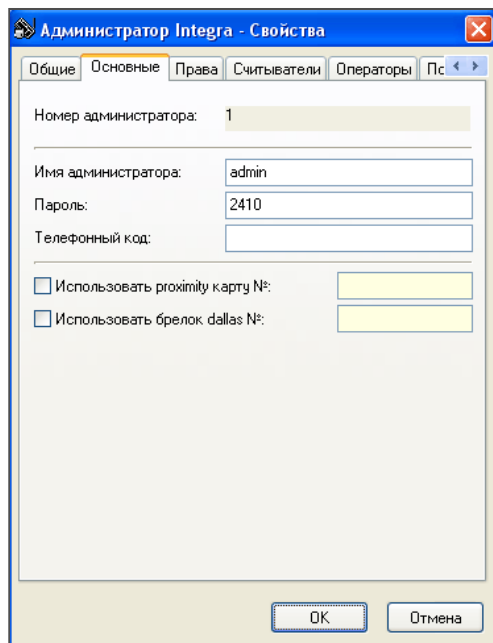 Администратор Integra - Свойства
Общие Основные Права Считыватели Операторы По
Номер администратора: 1
Имя администратора: admin
Пароль: 2410
Телефонный код:
Использовать proximity карту №:
Использовать брелок dallas №:
OK Отмена